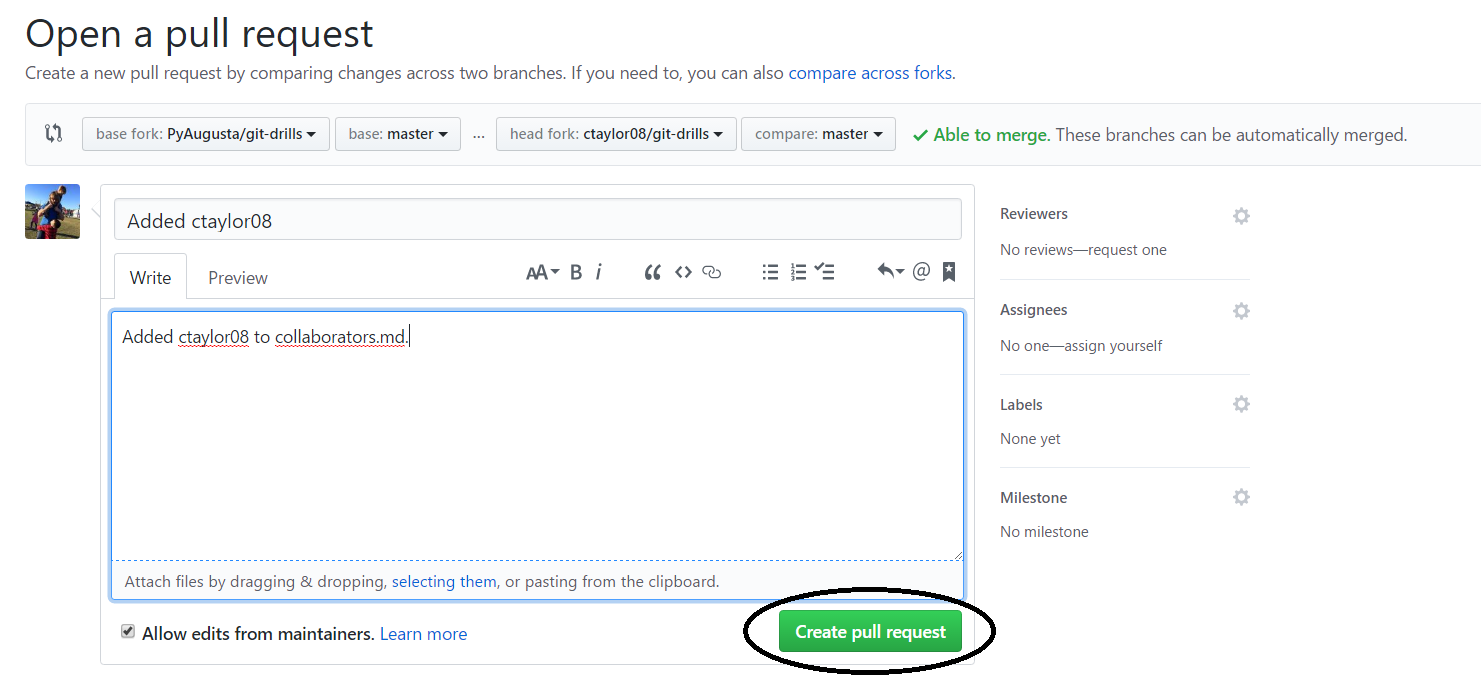 Open a pull request
Create a new pull request by comparing changes across two branches. If you need to, you can also compare across forks.
base fork: PyAugusta/git-drills base: master ... head fork: ctaylor08/git-drills compare: master Able to merge. These branches can be automatically merged.
Added ctaylor08
Write Preview AA B i
Added ctaylor08 to collaborators.md.
Attach files by dragging & dropping, selecting them, or pasting from the clipboard.
Allow edits from maintainers. Learn more
Create pull request
Reviewers
No reviews—request one
Assignees
No one—assign yourself
Labels
None yet
Milestone
No milestone